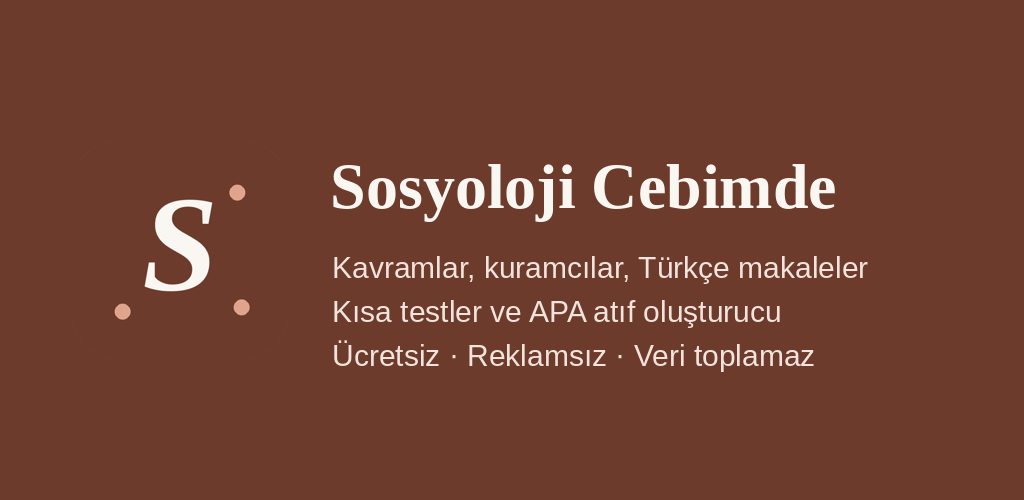 S
Sosyoloji Cebimde
Kavramlar, kuramcılar, Türkçe makaleler
Kısa testler ve APA atıf oluşturucu
Ücretsiz · Reklamsız · Veri toplamaz